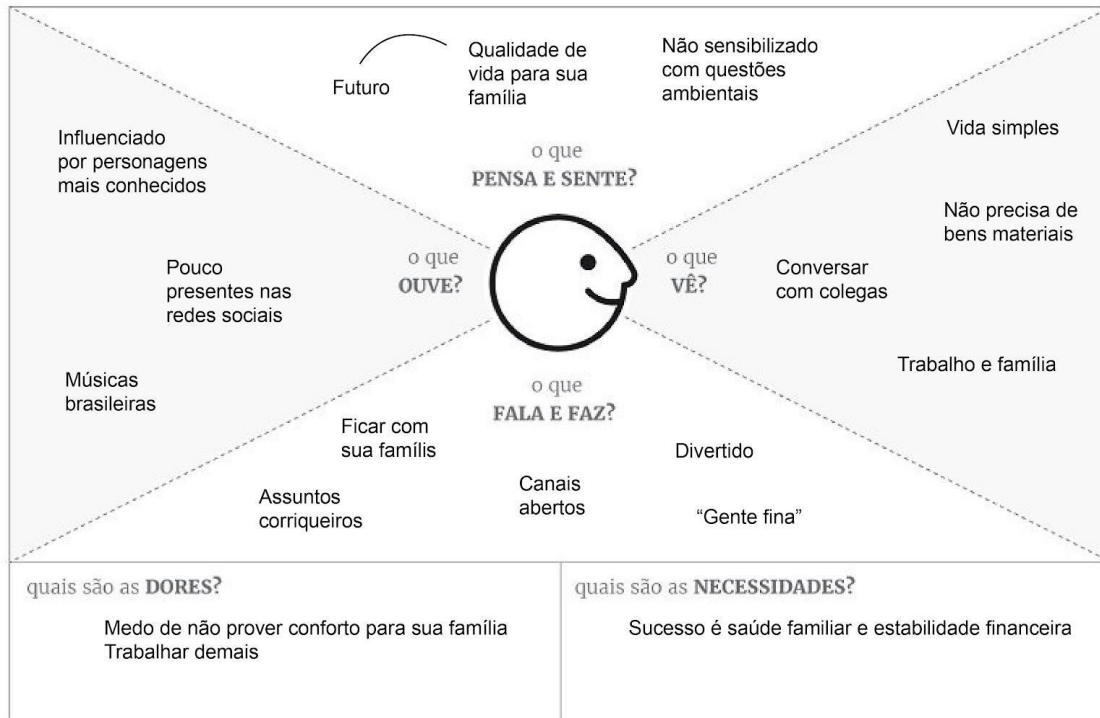 Futuro
Qualidade de
vida para sua
família
Não sensibilizado
com questões
ambientais
o que
PENSA E SENTE?
Influenciado
por personagens
mais conhecidos
Pouco
presentes nas
redes sociais
Músicas
brasileiras
o que
OUVE?
o que
VÊ?
Vida simples
Não precisa de
bens materiais
Conversar
com colegas
Trabalho e família
o que
FALA E FAZ?
Ficar com
sua famílis
Assuntos
corriqueiros
Canais
abertos
Divertido
“Gente fina”
quais são as DORES?
Medo de não prover conforto para sua família
Trabalhar demais
quais são as NECESSIDADES?
Sucesso é saúde familiar e estabilidade financeira